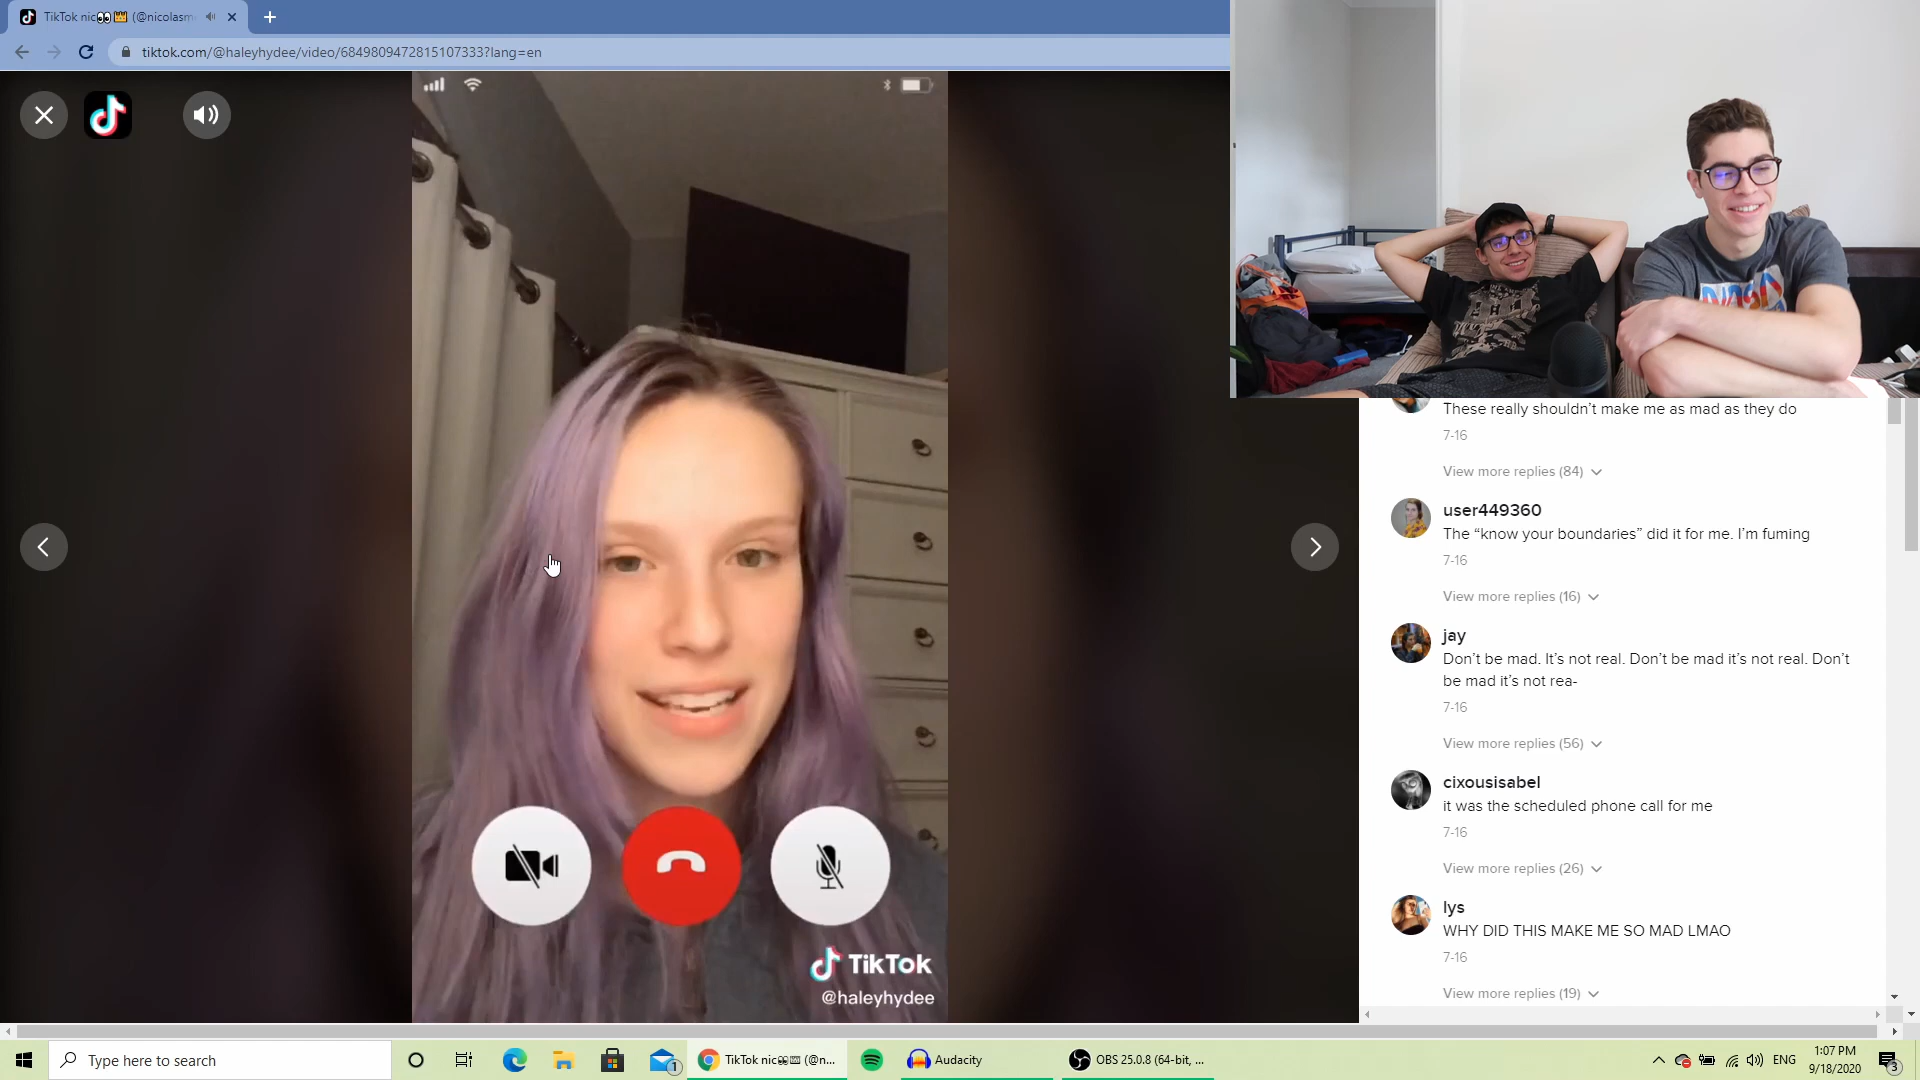 TikTok nic👀👑 (@nicolasm
tiktok.com/@haleyhydee/video/6849809472815107333?lang=en
NASA
These really shouldn't make me as mad as they do
7-16
View more replies (84)
user449360
The “know your boundaries” did it for me. I'm fuming
7-16
View more replies (16)
jay
Don't be mad. It's not real. Don't be mad it's not real. Don't
be mad it's not rea-
7-16
View more replies (56)
cixousisabel
it was the scheduled phone call for me
7-16
View more replies (26)
lys
WHY DID THIS MAKE ME SO MAD LMAO
7-16
View more replies (19)
TikTok
@haleyhydee
Type here to search
1
TikTok nic👀👑 (@n...
Audacity
OBS 25.0.8 (64-bit, ...
ENG
1:07 PM
9/18/2020
3